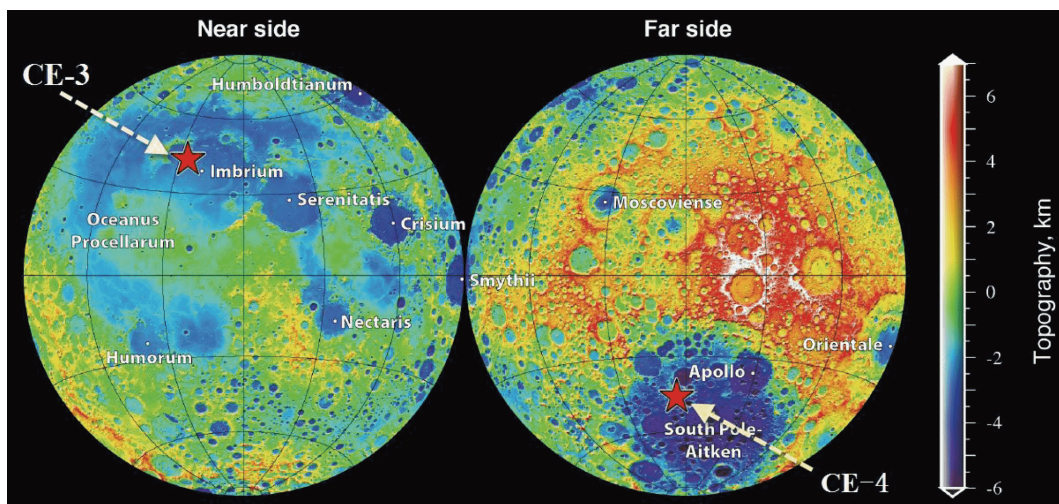 Near side
Far side
CE-3
Humboldtianum
Imbrium
Serenitatis
Crisium
Oceanus
Procellarum
Smythii
Nectaris
Humorum
Moscoviense
Orientale
Apollo
South Pole-
Aitken
CE-4
6
4
2
0
-2
-4
-6
Topography, km